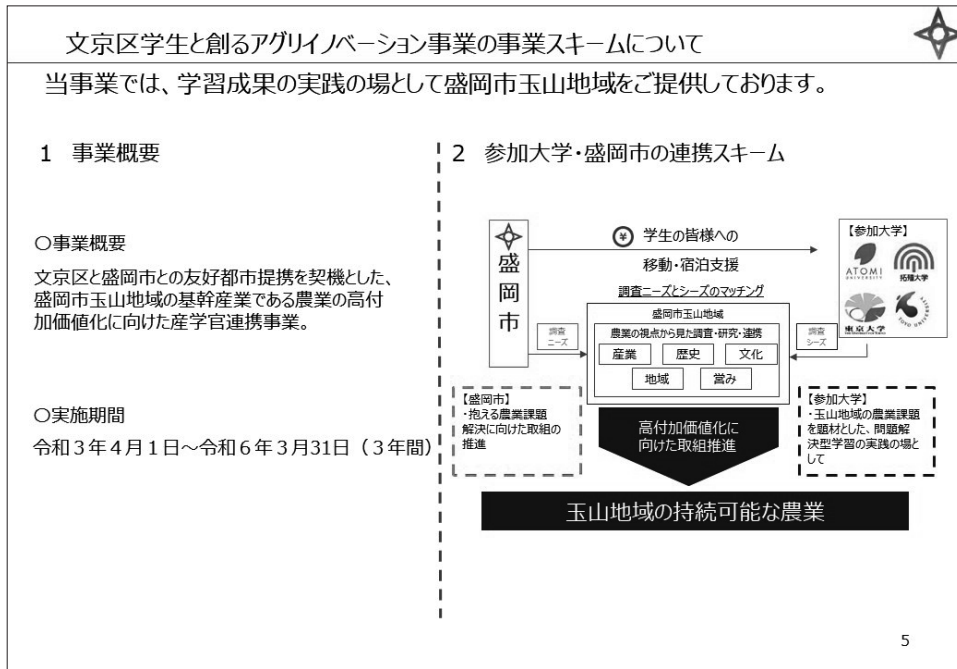 文京区学生と創るアグリイノベーション事業の事業スキームについて
当事業では、学習成果の実践の場として盛岡市玉山地域をご提供しております。
1 事業概要
○事業概要
文京区と盛岡市との友好都市提携を契機とした、
盛岡市玉山地域の基幹産業である農業の高付
加価値化に向けた産学官連携事業。
○実施期間
令和3年4月1日～令和6年3月31日（3年間）
2 参加大学・盛岡市の連携スキーム
盛岡市
¥ 学生の皆様への
移動・宿泊支援
【参加大学】
ATOMI
UNIVERSITY
拓殖大学
東京大学
TOYO UNIVERSITY
調査ニーズとシーズのマッチング
盛岡市玉山地域
農業の視点から見た調査・研究・連携
産業 歴史 文化
地域 営み
調査
ニーズ
調査
シーズ
【盛岡市】
・抱える農業課題
解決に向けた取組の
推進
高付加価値化に
向けた取組推進
【参加大学】
・玉山地域の農業課題
を題材とした、問題解
決型学習の実践の場と
して
玉山地域の持続可能な農業
5